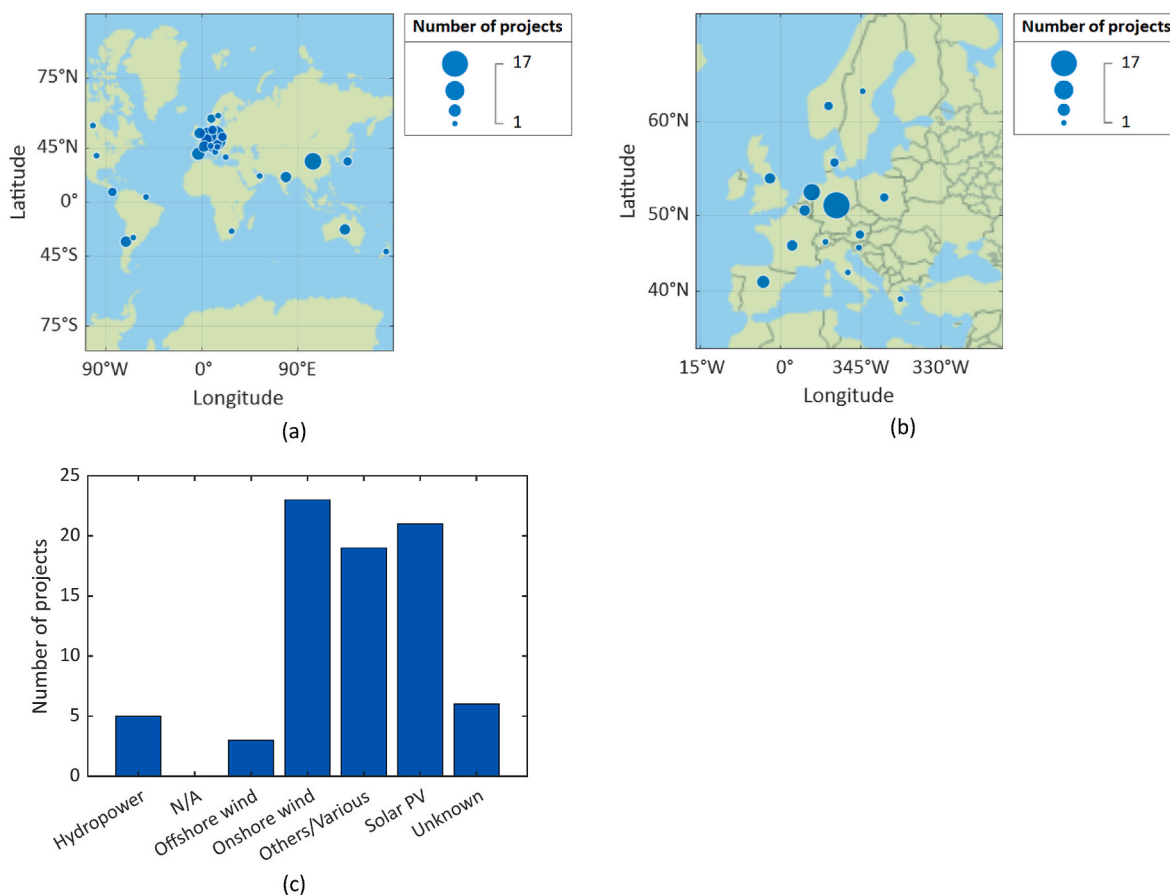 Number of projects
17
1
75°N
45°N
0°
45°S
75°S
Latitude
90°W
0°
90°E
Longitude
(a)
Number of projects
17
1
60°N
50°N
40°N
Latitude
15°W
0°
345°W
330°W
Longitude
(b)
25
20
15
10
5
0
Number of projects
Hydropower
N/A
Offshore wind
Onshore wind
Others/Various
Solar PV
Unknown
(c)